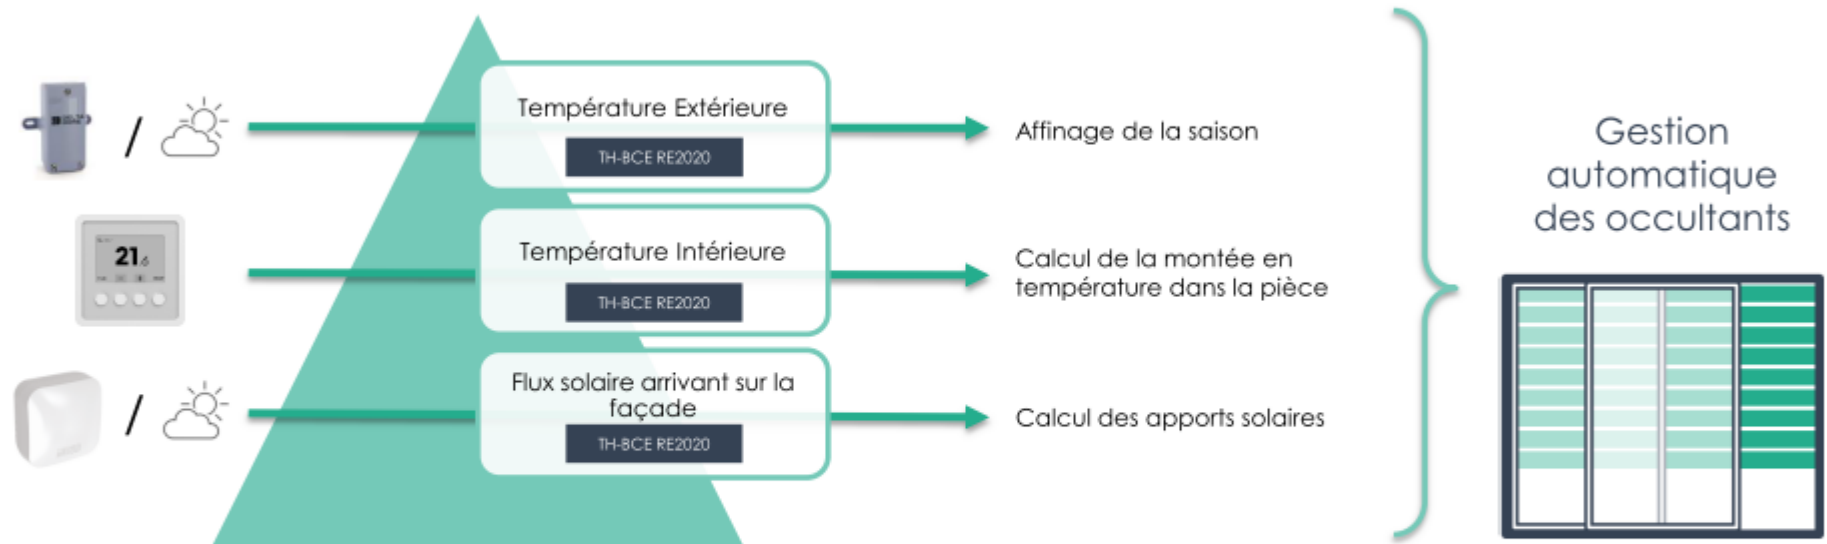 /
Température Extérieure
TH-BCE RE2020
Affinage de la saison
21
Température Intérieure
TH-BCE RE2020
Calcul de la montée en
température dans la pièce
/
Flux solaire arrivant sur la
façade
TH-BCE RE2020
Calcul des apports solaires
Gestion
automatique
des occultants